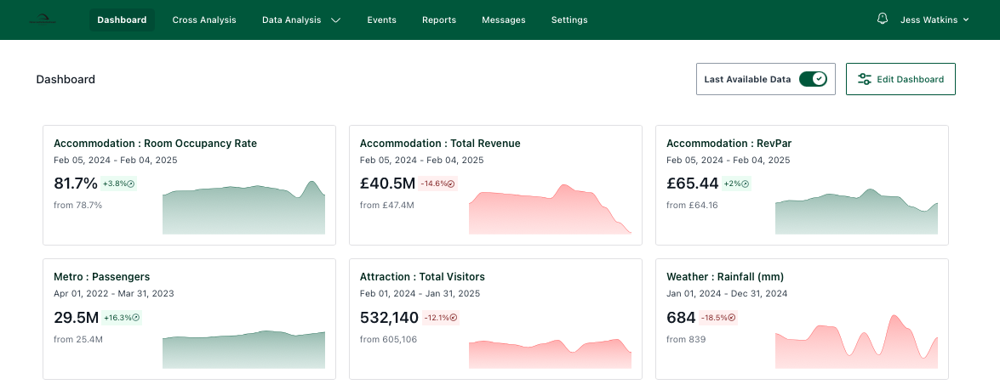 Dashboard Cross Analysis Data Analysis Events Reports Messages Settings Jess Watkins
Dashboard
Last Available Data
Edit Dashboard
Accommodation : Room Occupancy Rate
Feb 05, 2024 - Feb 04, 2025
81.7% +3.8%
from 78.7%
Accommodation : Total Revenue
Feb 05, 2024 - Feb 04, 2025
£40.5M -14.6%
from £47.4M
Accommodation : RevPar
Feb 05, 2024 - Feb 04, 2025
£65.44 +2%
from £64.16
Metro : Passengers
Apr 01, 2022 - Mar 31, 2023
29.5M +16.3%
from 25.4M
Attraction : Total Visitors
Feb 01, 2024 - Jan 31, 2025
532,140 -12.1%
from 605,106
Weather : Rainfall (mm)
Jan 01, 2024 - Dec 31, 2024
684 -18.5%
from 839